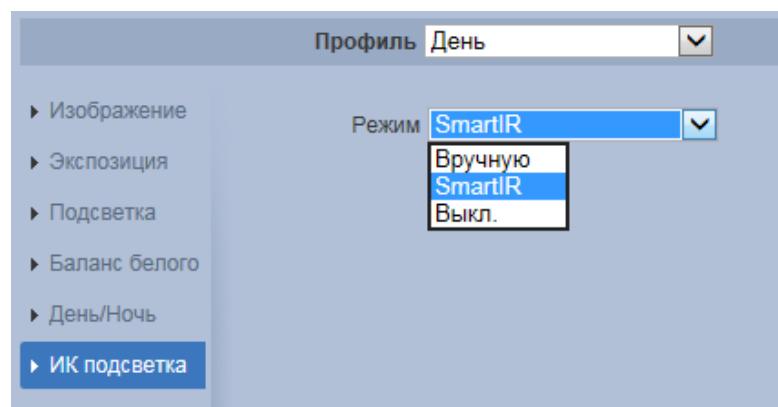 Профиль День
Изображение
Режим SmartIR
Вручную
Экспозиция
SmartIR
Подсветка
Выкл.
Баланс белого
День/Ночь
ИК подсветка